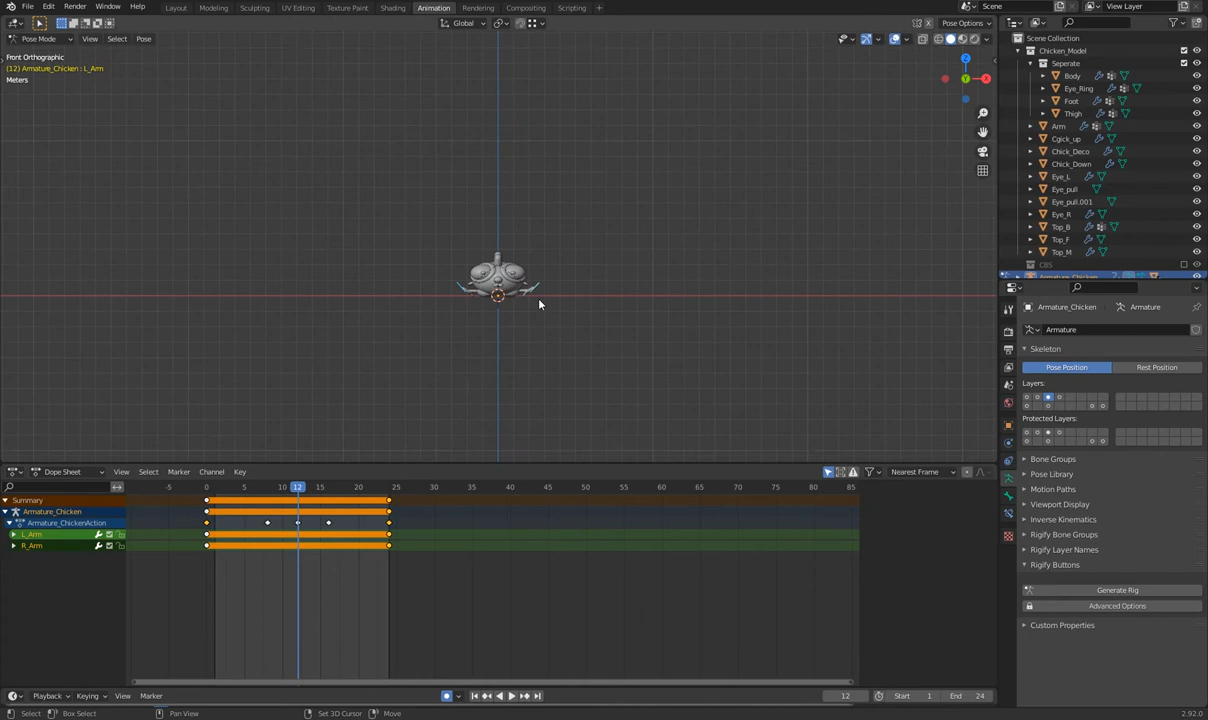 File Edit Render Window Help Layout Modeling Sculpting UV Editing Texture Paint Shading Animation Rendering Compositing Scripting + Scene View Layer
Global Pose Options
Pose Mode View Select Pose
Front Orthographic
(12) Armature_Chicken : L_Arm
Meters
Z
Y
X
Scene Collection
Chicken_Model
Seperate
Body
Eye_Ring
Foot
Thigh
Arm
Cgick_up
Chick_Deco
Chick_Down
Eye_L
Eye_pull
Eye_pull.001
Eye_R
Top_B
Top_F
Top_M
CBS
Armature_Chicken
Armature_Chicken Armature
Armature
Skeleton
Pose Position Rest Position
Layers:
Protected Layers:
Bone Groups
Pose Library
Motion Paths
Viewport Display
Inverse Kinematics
Rigify Bone Groups
Rigify Layer Names
Rigify Buttons
Generate Rig
Advanced Options
Custom Properties
Dope Sheet View Select Marker Channel Key Nearest Frame
-5 0 5 10 12 20 25 30 35 40 45 50 55 60 65 70 75 80 85
Summary
Armature_Chicken
Armature_ChickenAction
L_Arm
R_Arm
Playback Keying View Marker 12 Start 1 End 24
Select Box Select Pan View Set 3D Cursor Move 2.92.0